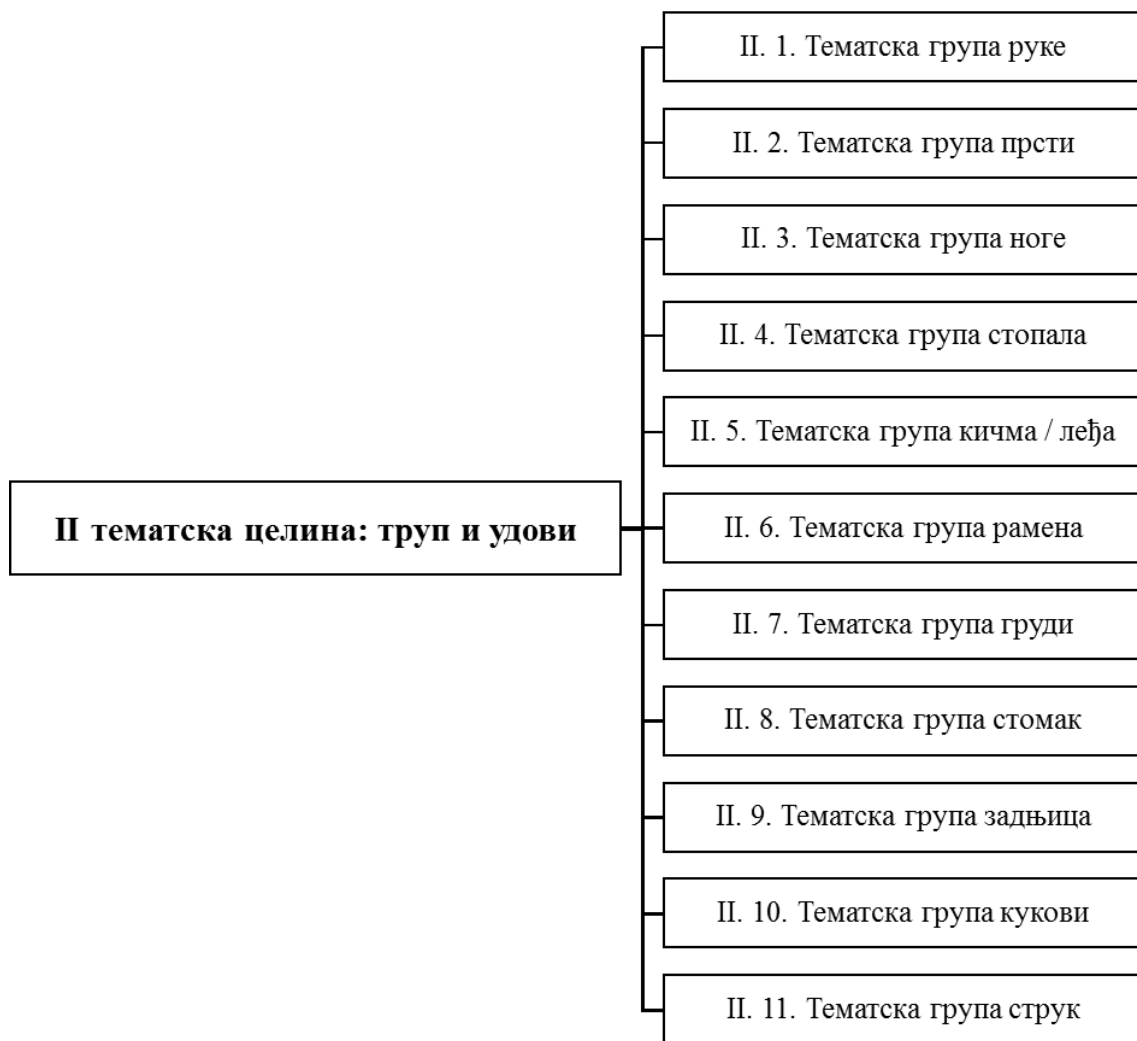 II. 1. Тематска група руке
II. 2. Тематска група прсти
II. 3. Тематска група ноге
II. 4. Тематска група стопала
II. 5. Тематска група кичма / леђа
II тематска целина: труп и удови
II. 6. Тематска група рамена
II. 7. Тематска група груди
II. 8. Тематска група стомак
II. 9. Тематска група задњица
II. 10. Тематска група кукови
II. 11. Тематска група струк